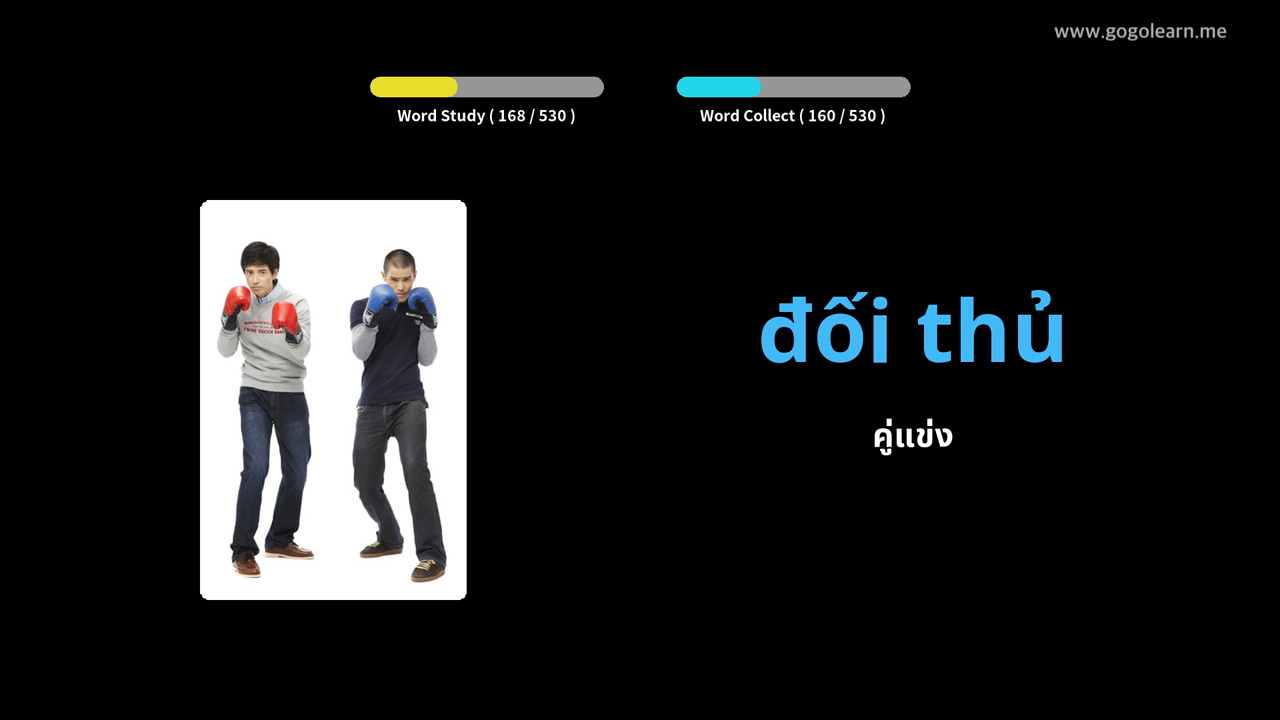 www.gogolearn.me
Word Study ( 168 / 530 )
Word Collect ( 160 / 530 )
đối thủ
คู่แข่ง